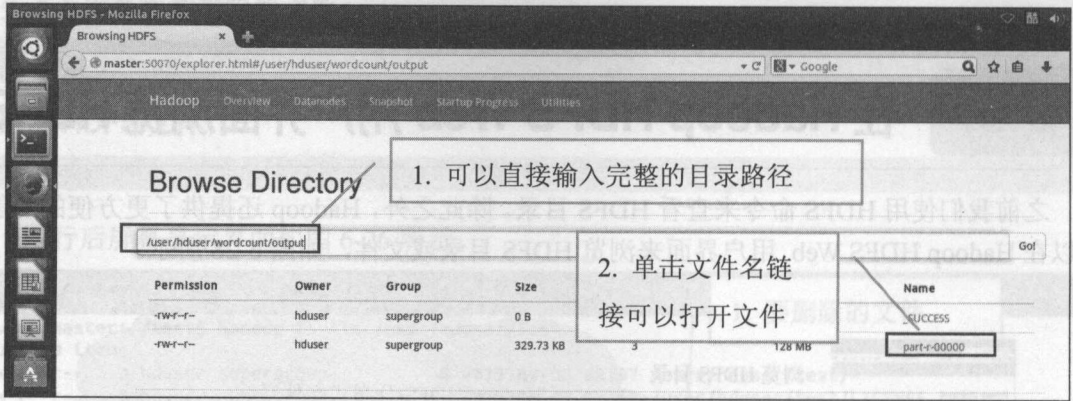 Browsing HDFS - Mozilla Firefox
Browsing HDFS × +
master:50070/explorer.html#/user/hduser/wordcount/output
Google
Hadoop Overview Datanodes Snapshot Startup Progress Utilities
Browse Directory
1. 可以直接输入完整的目录路径
/user/hduser/wordcount/output
Go!
2. 单击文件名链
接可以打开文件
Permission Owner Group Size Name
-rw-r--r-- hduser supergroup 0 B _SUCCESS
-rw-r--r-- hduser supergroup 329.73 KB 3 128 MB part-r-00000